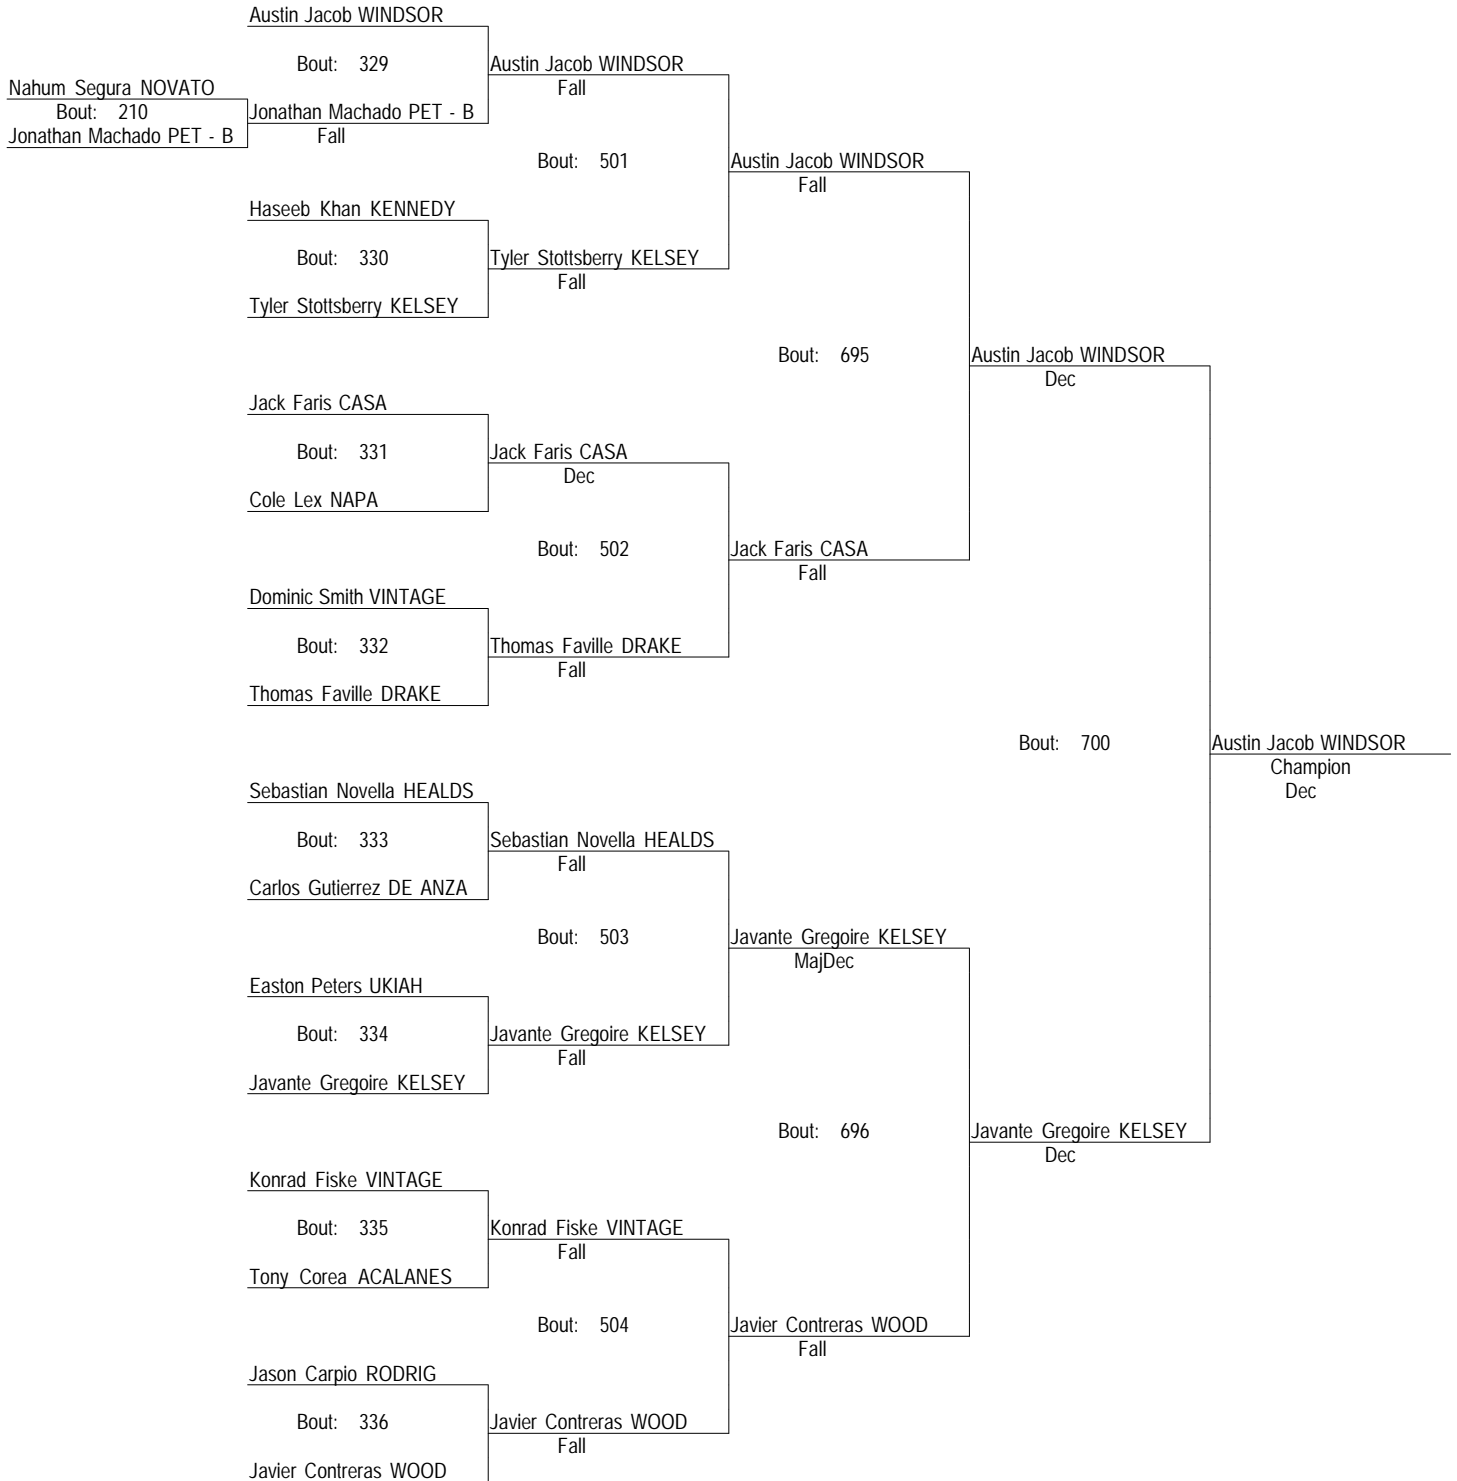 Austin Jacob WINDSOR
Bout: 329
Austin Jacob WINDSOR
Fall
Nahum Segura NOVATO
Bout: 210
Jonathan Machado PET - B
Jonathan Machado PET - B
Fall
Bout: 501
Austin Jacob WINDSOR
Fall
Haseeb Khan KENNEDY
Bout: 330
Tyler Stottsberry KELSEY
Fall
Tyler Stottsberry KELSEY
Bout: 695
Austin Jacob WINDSOR
Dec
Jack Faris CASA
Bout: 331
Jack Faris CASA
Dec
Cole Lex NAPA
Bout: 502
Jack Faris CASA
Fall
Dominic Smith VINTAGE
Bout: 332
Thomas Faville DRAKE
Fall
Thomas Faville DRAKE
Bout: 700
Austin Jacob WINDSOR
Champion
Dec
Sebastian Novella HEALDS
Bout: 333
Sebastian Novella HEALDS
Fall
Carlos Gutierrez DE ANZA
Bout: 503
Javante Gregoire KELSEY
MajDec
Easton Peters UKIAH
Bout: 334
Javante Gregoire KELSEY
Fall
Javante Gregoire KELSEY
Bout: 696
Javante Gregoire KELSEY
Dec
Konrad Fiske VINTAGE
Bout: 335
Konrad Fiske VINTAGE
Fall
Tony Corea ACALANES
Bout: 504
Javier Contreras WOOD
Fall
Jason Carpio RODRIG
Bout: 336
Javier Contreras WOOD
Fall
Javier Contreras WOOD